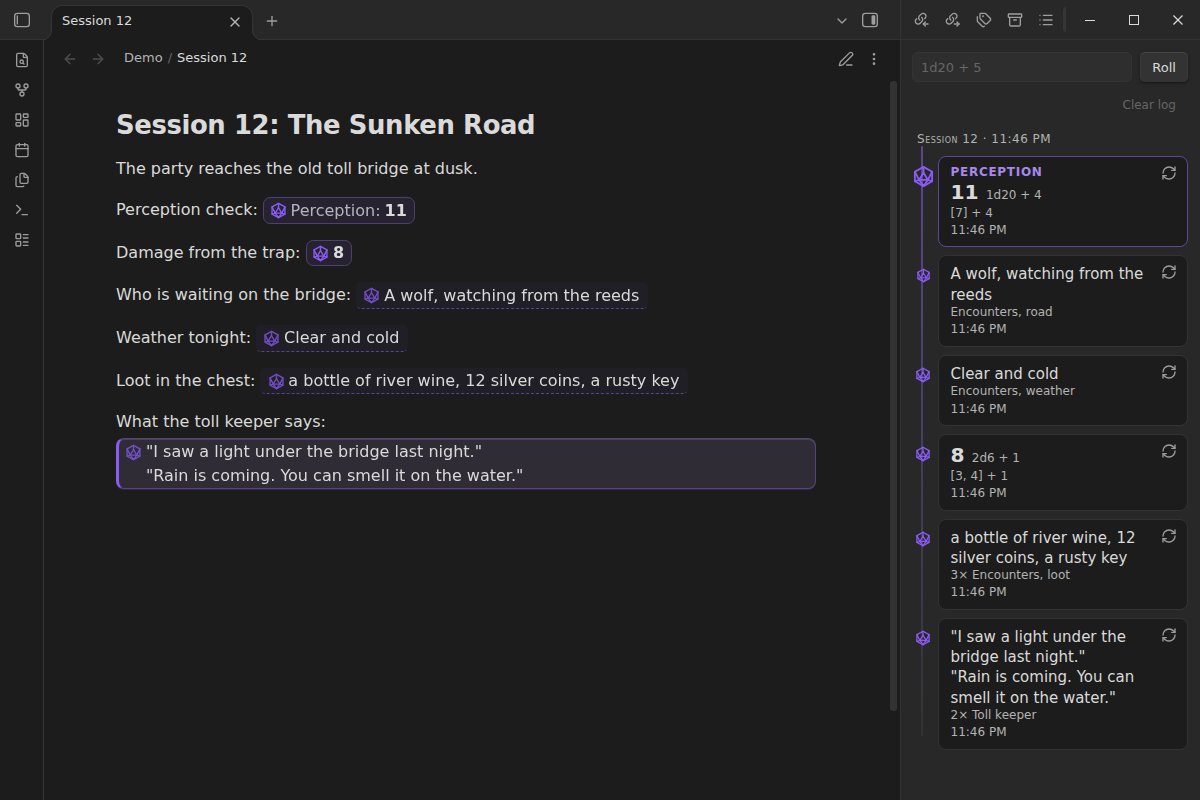 Session 12
Demo / Session 12
Session 12: The Sunken Road
The party reaches the old toll bridge at dusk.
Perception check: Perception: 11
Damage from the trap: 8
Who is waiting on the bridge: A wolf, watching from the reeds
Weather tonight: Clear and cold
Loot in the chest: a bottle of river wine, 12 silver coins, a rusty key
What the toll keeper says:
"I saw a light under the bridge last night."
"Rain is coming. You can smell it on the water."
1d20 + 5
Roll
Clear log
Session 12 · 11:46 PM
PERCEPTION
11 1d20 + 4
[7] + 4
11:46 PM
A wolf, watching from the
reeds
Encounters, road
11:46 PM
Clear and cold
Encounters, weather
11:46 PM
8 2d6 + 1
[3, 4] + 1
11:46 PM
a bottle of river wine, 12
silver coins, a rusty key
3× Encounters, loot
11:46 PM
"I saw a light under the
bridge last night."
"Rain is coming. You can
smell it on the water."
2× Toll keeper
11:46 PM